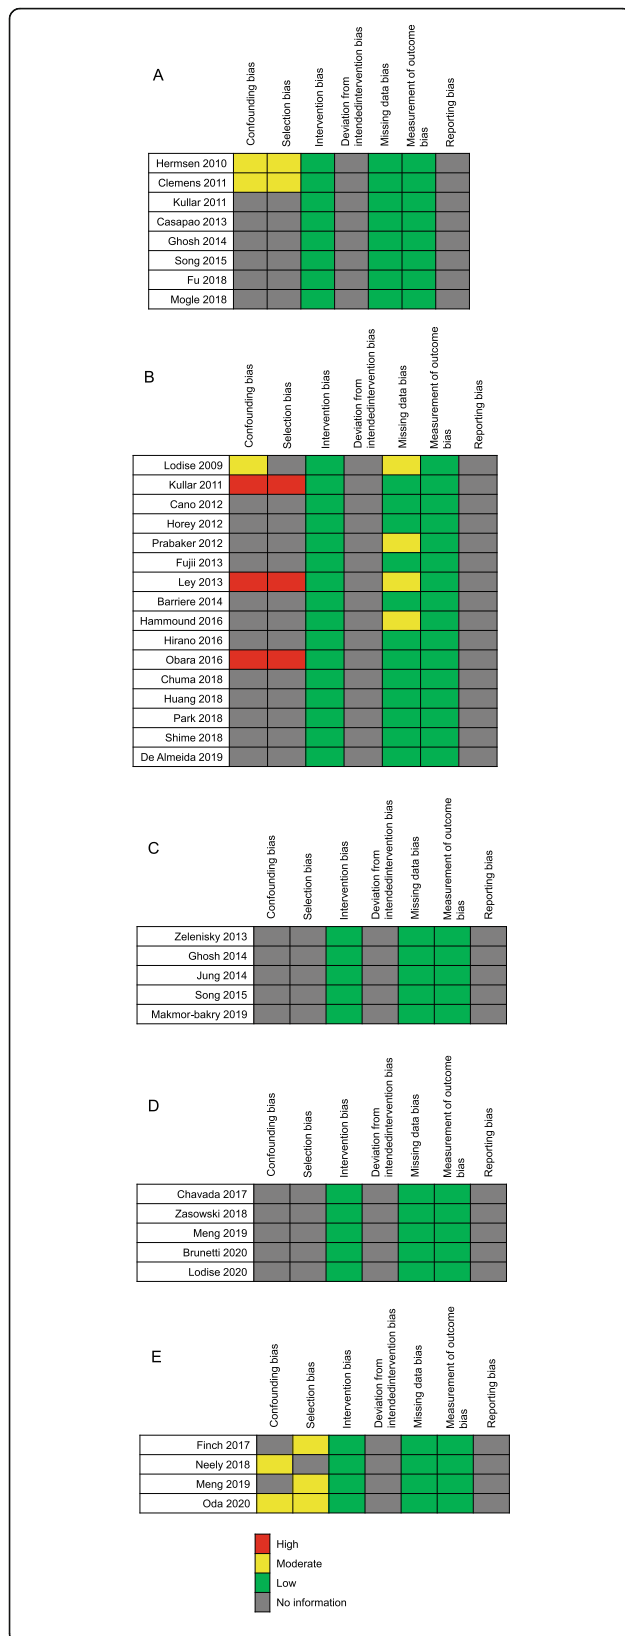 A
Confounding bias
Selection bias
Intervention bias
Deviation from
intendedintervention bias
Missing data bias
Measurement of outcome
bias
Reporting bias
Hermsen 2010
Clemens 2011
Kullar 2011
Casapao 2013
Ghosh 2014
Song 2015
Fu 2018
Mogle 2018
B
Confounding bias
Selection bias
Intervention bias
Deviation from
intendedintervention bias
Missing data bias
Measurement of outcome
bias
Reporting bias
Lodise 2009
Kullar 2011
Cano 2012
Horey 2012
Prabaker 2012
Fujii 2013
Ley 2013
Barriere 2014
Hammound 2016
Hirano 2016
Obara 2016
Chuma 2018
Huang 2018
Park 2018
Shime 2018
De Almeida 2019
C
Confounding bias
Selection bias
Intervention bias
Deviation from
intendedintervention bias
Missing data bias
Measurement of outcome
bias
Reporting bias
Zelenisky 2013
Ghosh 2014
Jung 2014
Song 2015
Makmor-bakry 2019
D
Confounding bias
Selection bias
Intervention bias
Deviation from
intendedintervention bias
Missing data bias
Measurement of outcome
bias
Reporting bias
Chavada 2017
Zasowski 2018
Meng 2019
Brunetti 2020
Lodise 2020
E
Confounding bias
Selection bias
Intervention bias
Deviation from
intendedintervention bias
Missing data bias
Measurement of outcome
bias
Reporting bias
Finch 2017
Neely 2018
Meng 2019
Oda 2020
High
Moderate
Low
No information